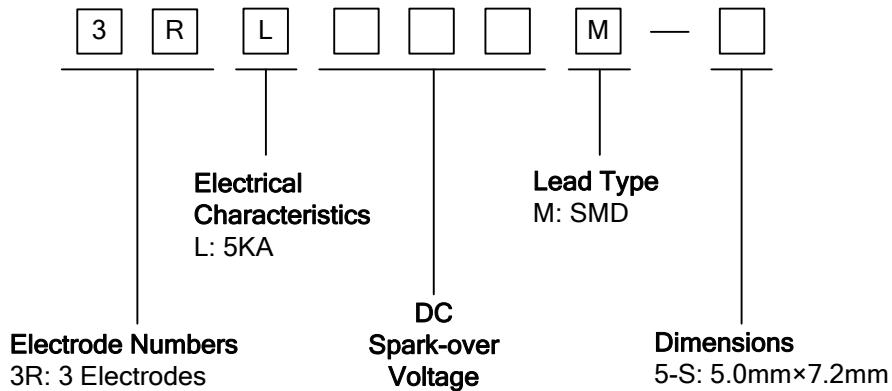 3 R L M —
Electrical
Characteristics
L: 5KA
Lead Type
M: SMD
Electrode Numbers
3R: 3 Electrodes
DC
Spark-over
Voltage
Dimensions
5-S: 5.0mm×7.2mm